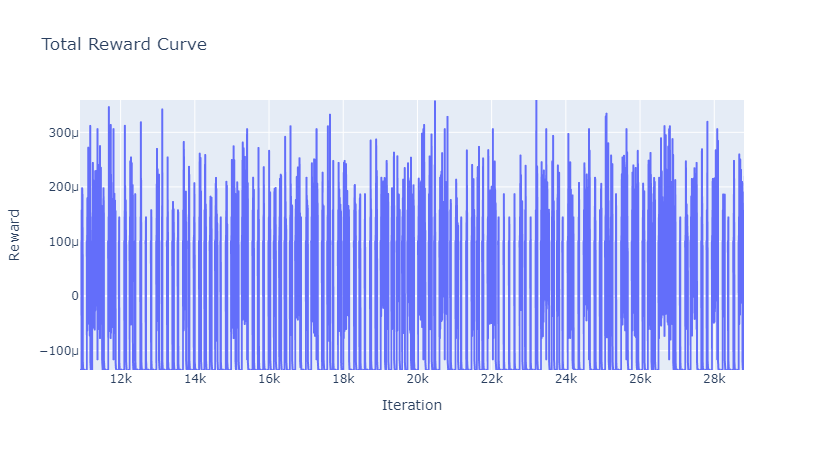 Total Reward Curve
300µ
200µ
100µ
0
−100µ
Reward
12k
14k
16k
18k
20k
22k
24k
26k
28k
Iteration